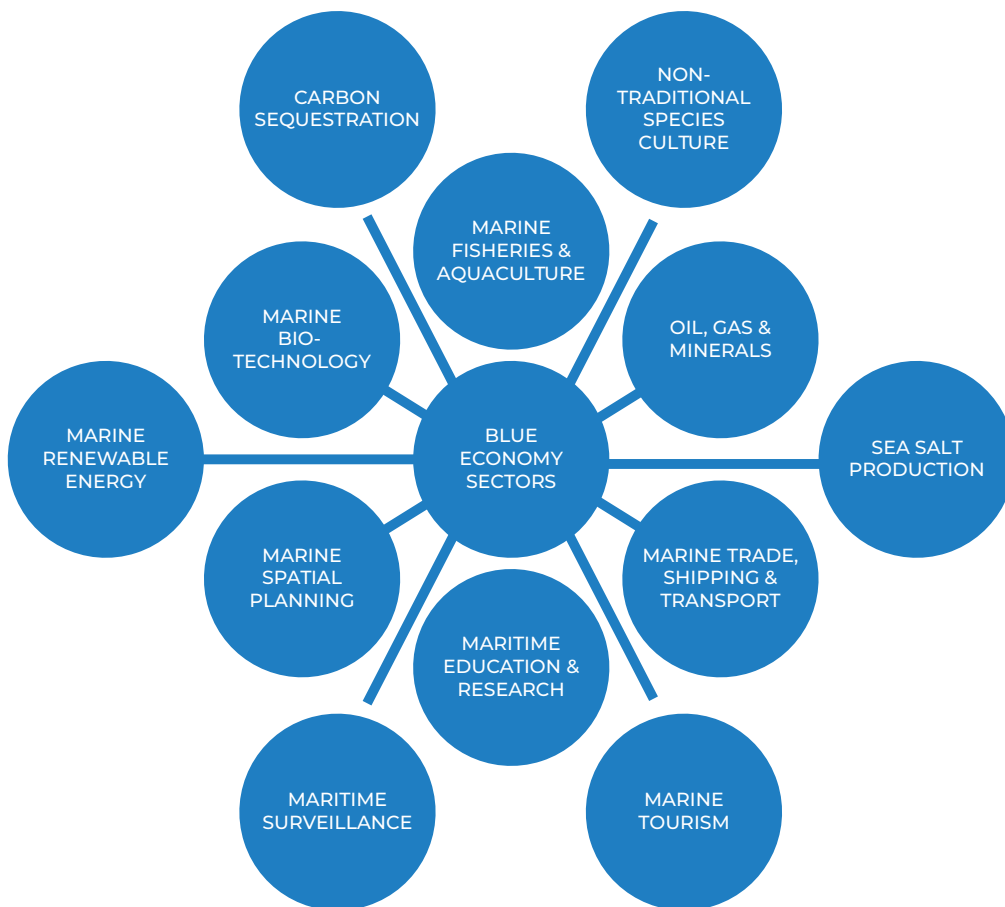 CARBON
SEQUESTRATION
NON-
TRADITIONAL
SPECIES
CULTURE
MARINE
FISHERIES &
AQUACULTURE
MARINE
BIO-
TECHNOLOGY
OIL, GAS &
MINERALS
MARINE
RENEWABLE
ENERGY
BLUE
ECONOMY
SECTORS
SEA SALT
PRODUCTION
MARINE
SPATIAL
PLANNING
MARINE TRADE,
SHIPPING &
TRANSPORT
MARITIME
EDUCATION &
RESEARCH
MARITIME
SURVEILLANCE
MARINE
TOURISM